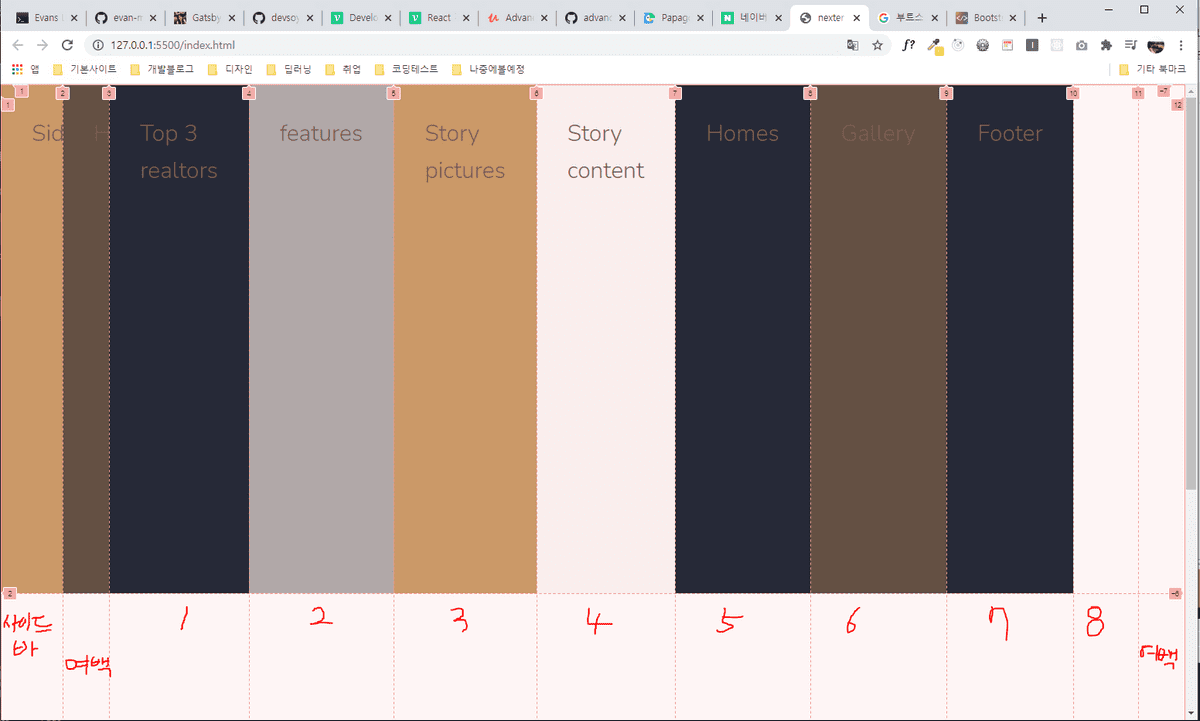 Evans
evan-m
Gatsby
devsoy
Develo
React
Advan
advanc
Papago
네이버
nexter
부트스
Bootst
127.0.0.1:5500/index.html
f?
앱
기본사이트
개발블로그
디자인
딥러닝
취업
코딩테스트
나중에볼예정
기타 북마크
1
1
2
3
4
5
6
7
8
9
10
11
-7
12
Sid
H
Top 3
realtors
features
Story
pictures
Story
content
Homes
Gallery
Footer
2
-6
사이드
바
여백
1
2
3
4
5
6
7
8
여백